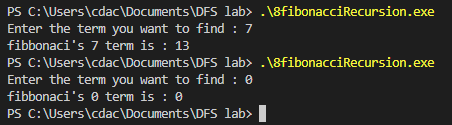 PS C:\Users\cdac\Documents\DFS lab> .\8fibonacciRecursion.exe
Enter the term you want to find : 7
fibbonaci's 7 term is : 13
PS C:\Users\cdac\Documents\DFS lab> .\8fibonacciRecursion.exe
Enter the term you want to find : 0
fibbonaci's 0 term is : 0
PS C:\Users\cdac\Documents\DFS lab>